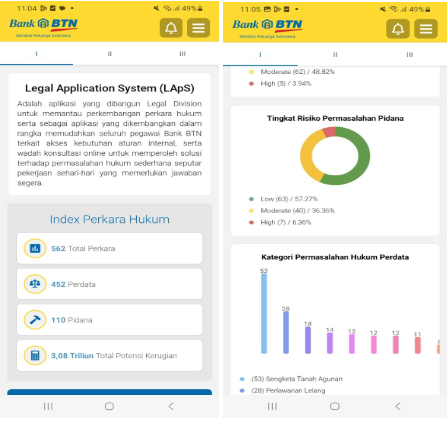 11:04
49%
Bank BTN
Sahabat Keluarga Indonesia
I II III
Legal Application System (LApS)
Adalah aplikasi yang dibangun Legal Division
untuk memantau perkembangan perkara hukum
serta sebagai aplikasi yang dikembangkan dalam
rangka memudahkan seluruh pegawai Bank BTN
terkait akses kebutuhan aturan internal, serta
wadah konsultasi online untuk memperoleh solusi
terhadap permasalahan hukum sederhana seputar
pekerjaan sehari-hari yang memerlukan jawaban
segera.
Index Perkara Hukum
562 Total Perkara
452 Perdata
110 Pidana
3,08 Triliun Total Potensi Kerugian
11:05
49%
Bank BTN
Sahabat Keluarga Indonesia
I II III
Moderate (62) / 48.82%
High (5) / 3.94%
Tingkat Risiko Permasalahan Pidana
Low (63) / 57.27%
Moderate (40) / 36.36%
High (7) / 6.36%
Kategori Permasalahan Hukum Perdata
53
28
18
14
13
12
12
11
(53) Sengketa Tanah Agunan
(28) Perlawanan Lelang